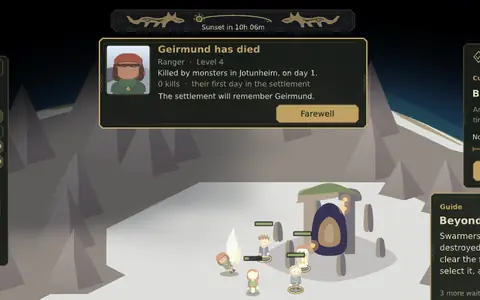 Sunset in 10h 06m
Geirmund has died
Ranger · Level 4
Killed by monsters in Jotunheim, on day 1.
0 kills · their first day in the settlement
The settlement will remember Geirmund.
Farewell
Guide
Beyond
Swarmers
destroyed
clear the
select it, a
3 more wait